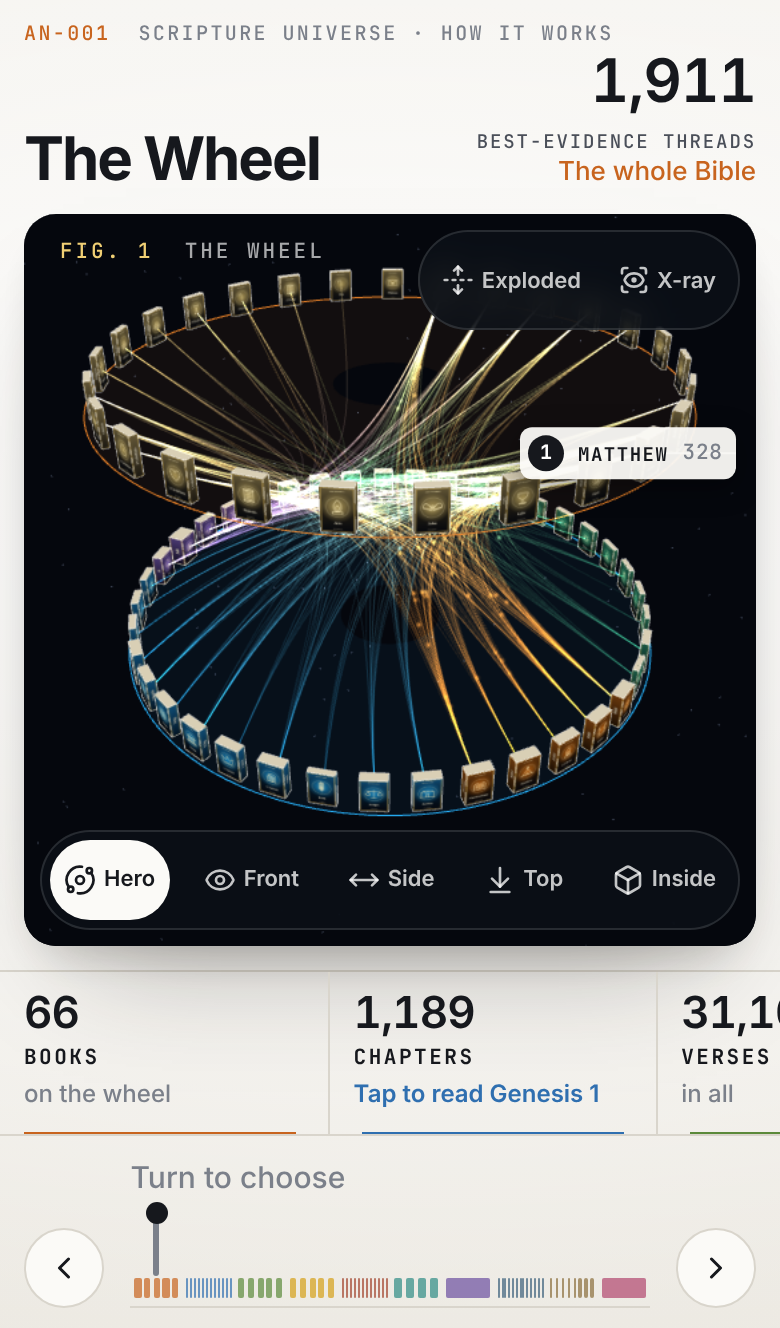 AN-001 SCRIPTURE UNIVERSE · HOW IT WORKS
1,911
The Wheel
BEST-EVIDENCE THREADS
The whole Bible
FIG. 1 THE WHEEL
Exploded
X-ray
1 MATTHEW 328
Hero
Front
Side
Top
Inside
66
BOOKS
on the wheel
1,189
CHAPTERS
Tap to read Genesis 1
VERSES
in all
Turn to choose